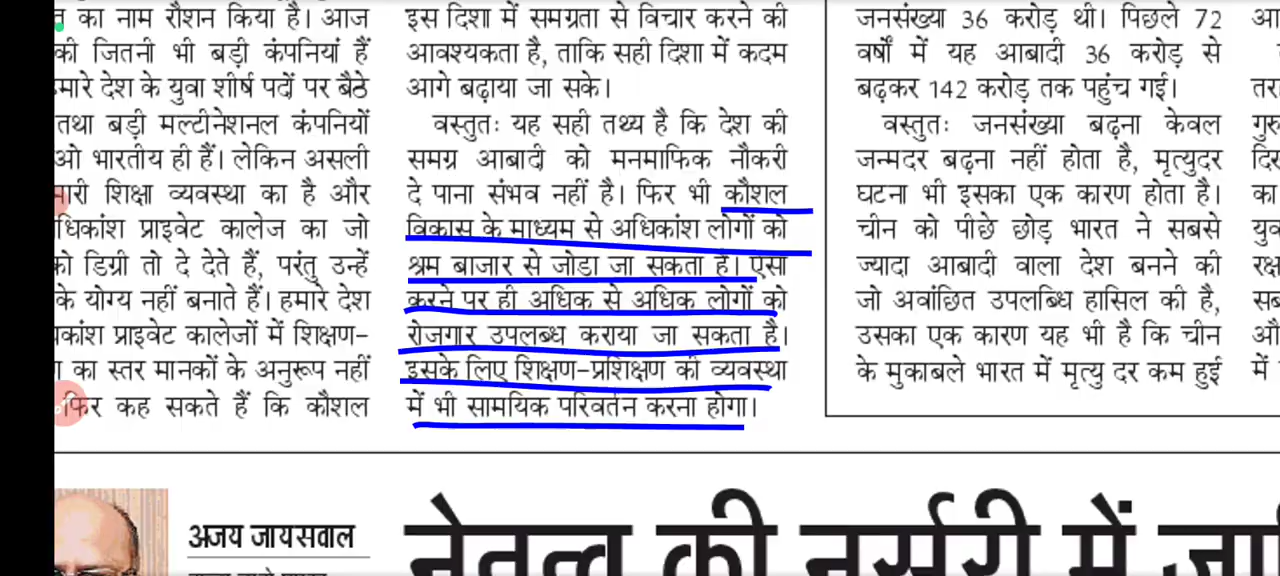 का नाम रौशन किया है। आज
की जितनी भी बड़ी कंपनियां हैं
देश के युवा शीर्ष पदों पर बैठे
तथा बड़ी मल्टीनेशनल कंपनियों
भारतीय ही हैं। लेकिन असली
शिक्षा व्यवस्था का है और
प्राइवेट कालेज का जो
को डिग्री तो दे देते हैं, परंतु उन्हें
के योग्य नहीं बनाते हैं। हमारे देश
प्राइवेट कालेजों में शिक्षण-
का स्तर मानकों के अनुरूप नहीं
फिर कह सकते हैं कि कौशल
इस दिशा में समग्रता से विचार करने की
आवश्यकता है, ताकि सही दिशा में कदम
आगे बढ़ाया जा सके।
वस्तुतः यह सही तथ्य है कि देश की
समग्र आबादी को मनमाफिक नौकरी
दे पाना संभव नहीं है। फिर भी कौशल
विकास के माध्यम से अधिकांश लोगों को
श्रम बाजार से जोडा जा सकता है। ऐसा
करने पर ही अधिक से अधिक लोगों को
रोजगार उपलब्ध कराया जा सकता है।
इसके लिए शिक्षण-प्रशिक्षण की व्यवस्था
में भी सामयिक परिवर्तन करना होगा।
जनसंख्या 36 करोड़ थी। पिछले 72
वर्षों में यह आबादी 36 करोड़ से
बढ़कर 142 करोड़ तक पहुंच गई।
वस्तुतः जनसंख्या बढ़ना केवल
जन्मदर बढ़ना नहीं होता है, मृत्युदर
घटना भी इसका एक कारण होता है।
चीन को पीछे छोड़ भारत ने सबसे
ज्यादा आबादी वाला देश बनने की
जो अवांछित उपलब्धि हासिल की है,
उसका एक कारण यह भी है कि चीन
के मुकाबले भारत में मृत्यु दर कम हुई
अजय जायसवाल
नेतृत्व की नर्सरी में